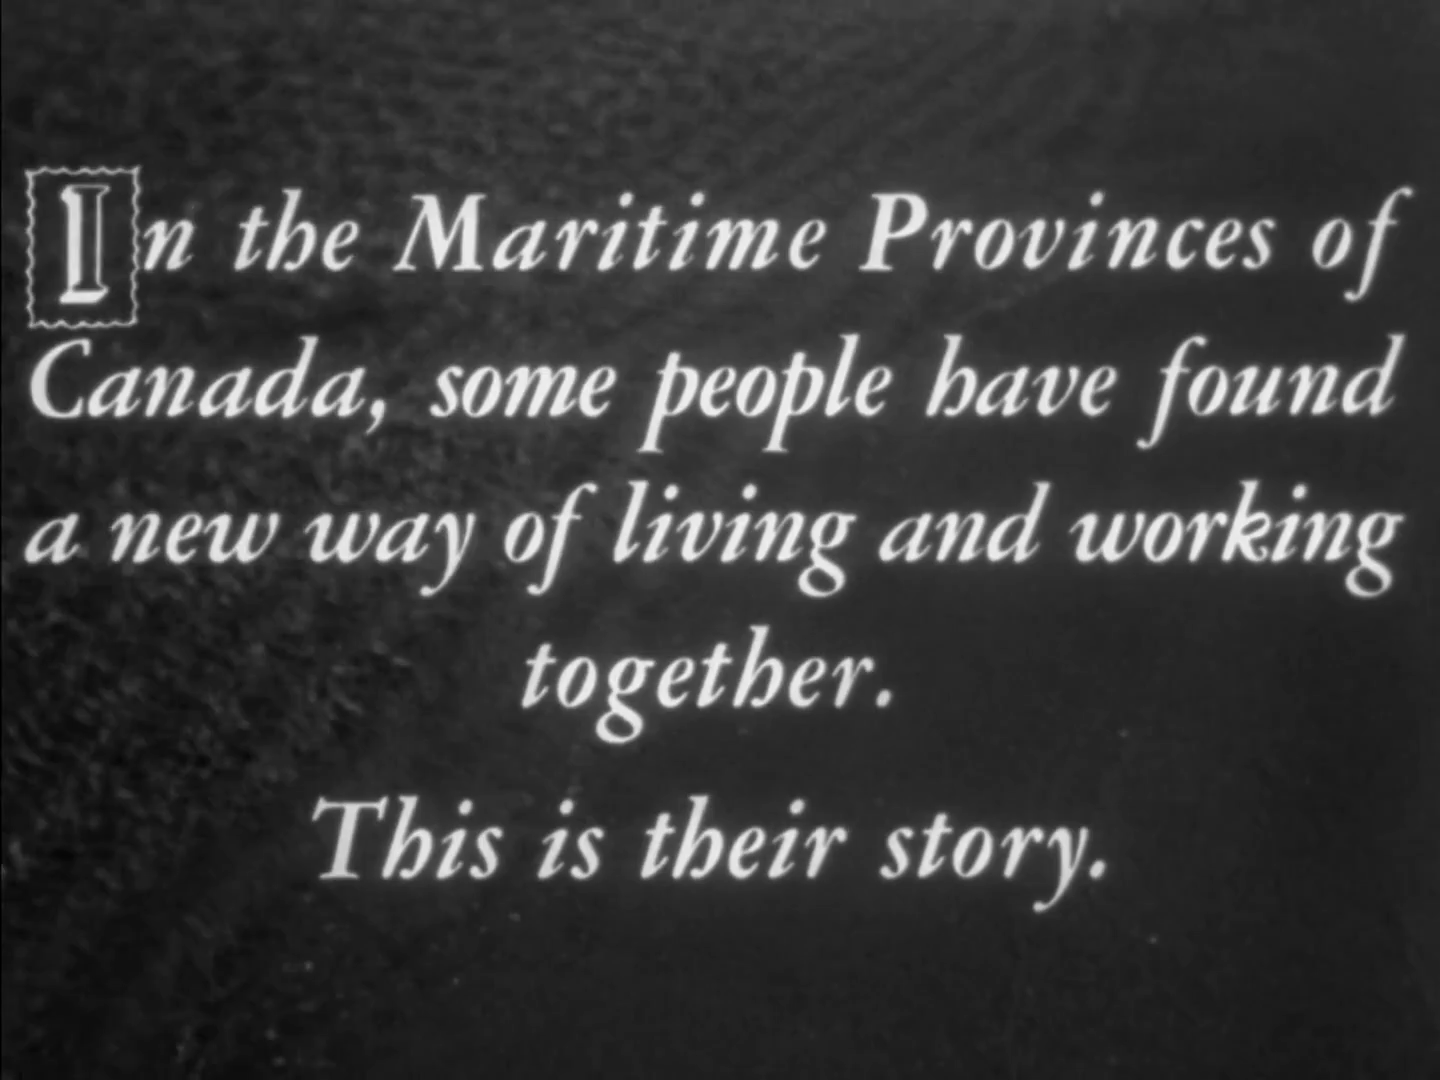 In the Maritime Provinces of
Canada, some people have found
a new way of living and working
together.
This is their story.